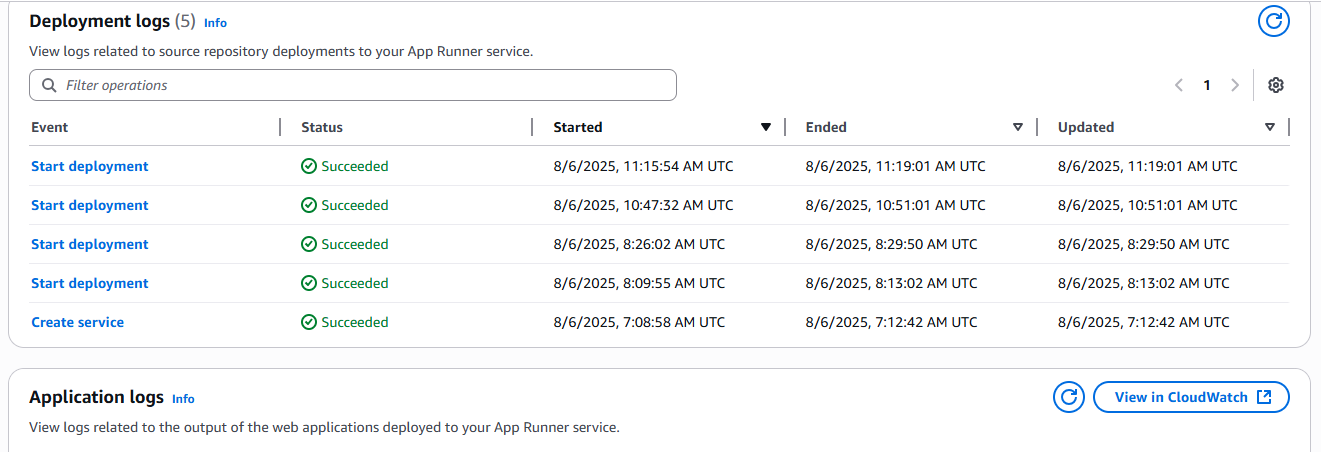 Deployment logs (5) Info
View logs related to source repository deployments to your App Runner service.
Filter operations
1
Event Status Started Ended Updated
Start deployment Succeeded 8/6/2025, 11:15:54 AM UTC 8/6/2025, 11:19:01 AM UTC 8/6/2025, 11:19:01 AM UTC
Start deployment Succeeded 8/6/2025, 10:47:32 AM UTC 8/6/2025, 10:51:01 AM UTC 8/6/2025, 10:51:01 AM UTC
Start deployment Succeeded 8/6/2025, 8:26:02 AM UTC 8/6/2025, 8:29:50 AM UTC 8/6/2025, 8:29:50 AM UTC
Start deployment Succeeded 8/6/2025, 8:09:55 AM UTC 8/6/2025, 8:13:02 AM UTC 8/6/2025, 8:13:02 AM UTC
Create service Succeeded 8/6/2025, 7:08:58 AM UTC 8/6/2025, 7:12:42 AM UTC 8/6/2025, 7:12:42 AM UTC
Application logs Info
View in CloudWatch
View logs related to the output of the web applications deployed to your App Runner service.